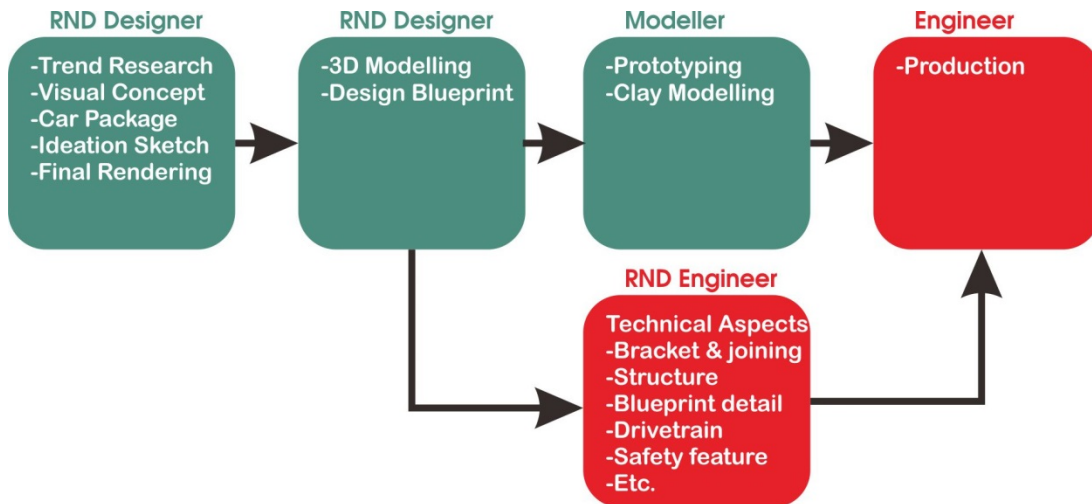 RND Designer
-Trend Research
-Visual Concept
-Car Package
-Ideation Sketch
-Final Rendering
RND Designer
-3D Modelling
-Design Blueprint
Modeller
-Prototyping
-Clay Modelling
Engineer
-Production
RND Engineer
Technical Aspects
-Bracket & joining
-Structure
-Blueprint detail
-Drivetrain
-Safety feature
-Etc.